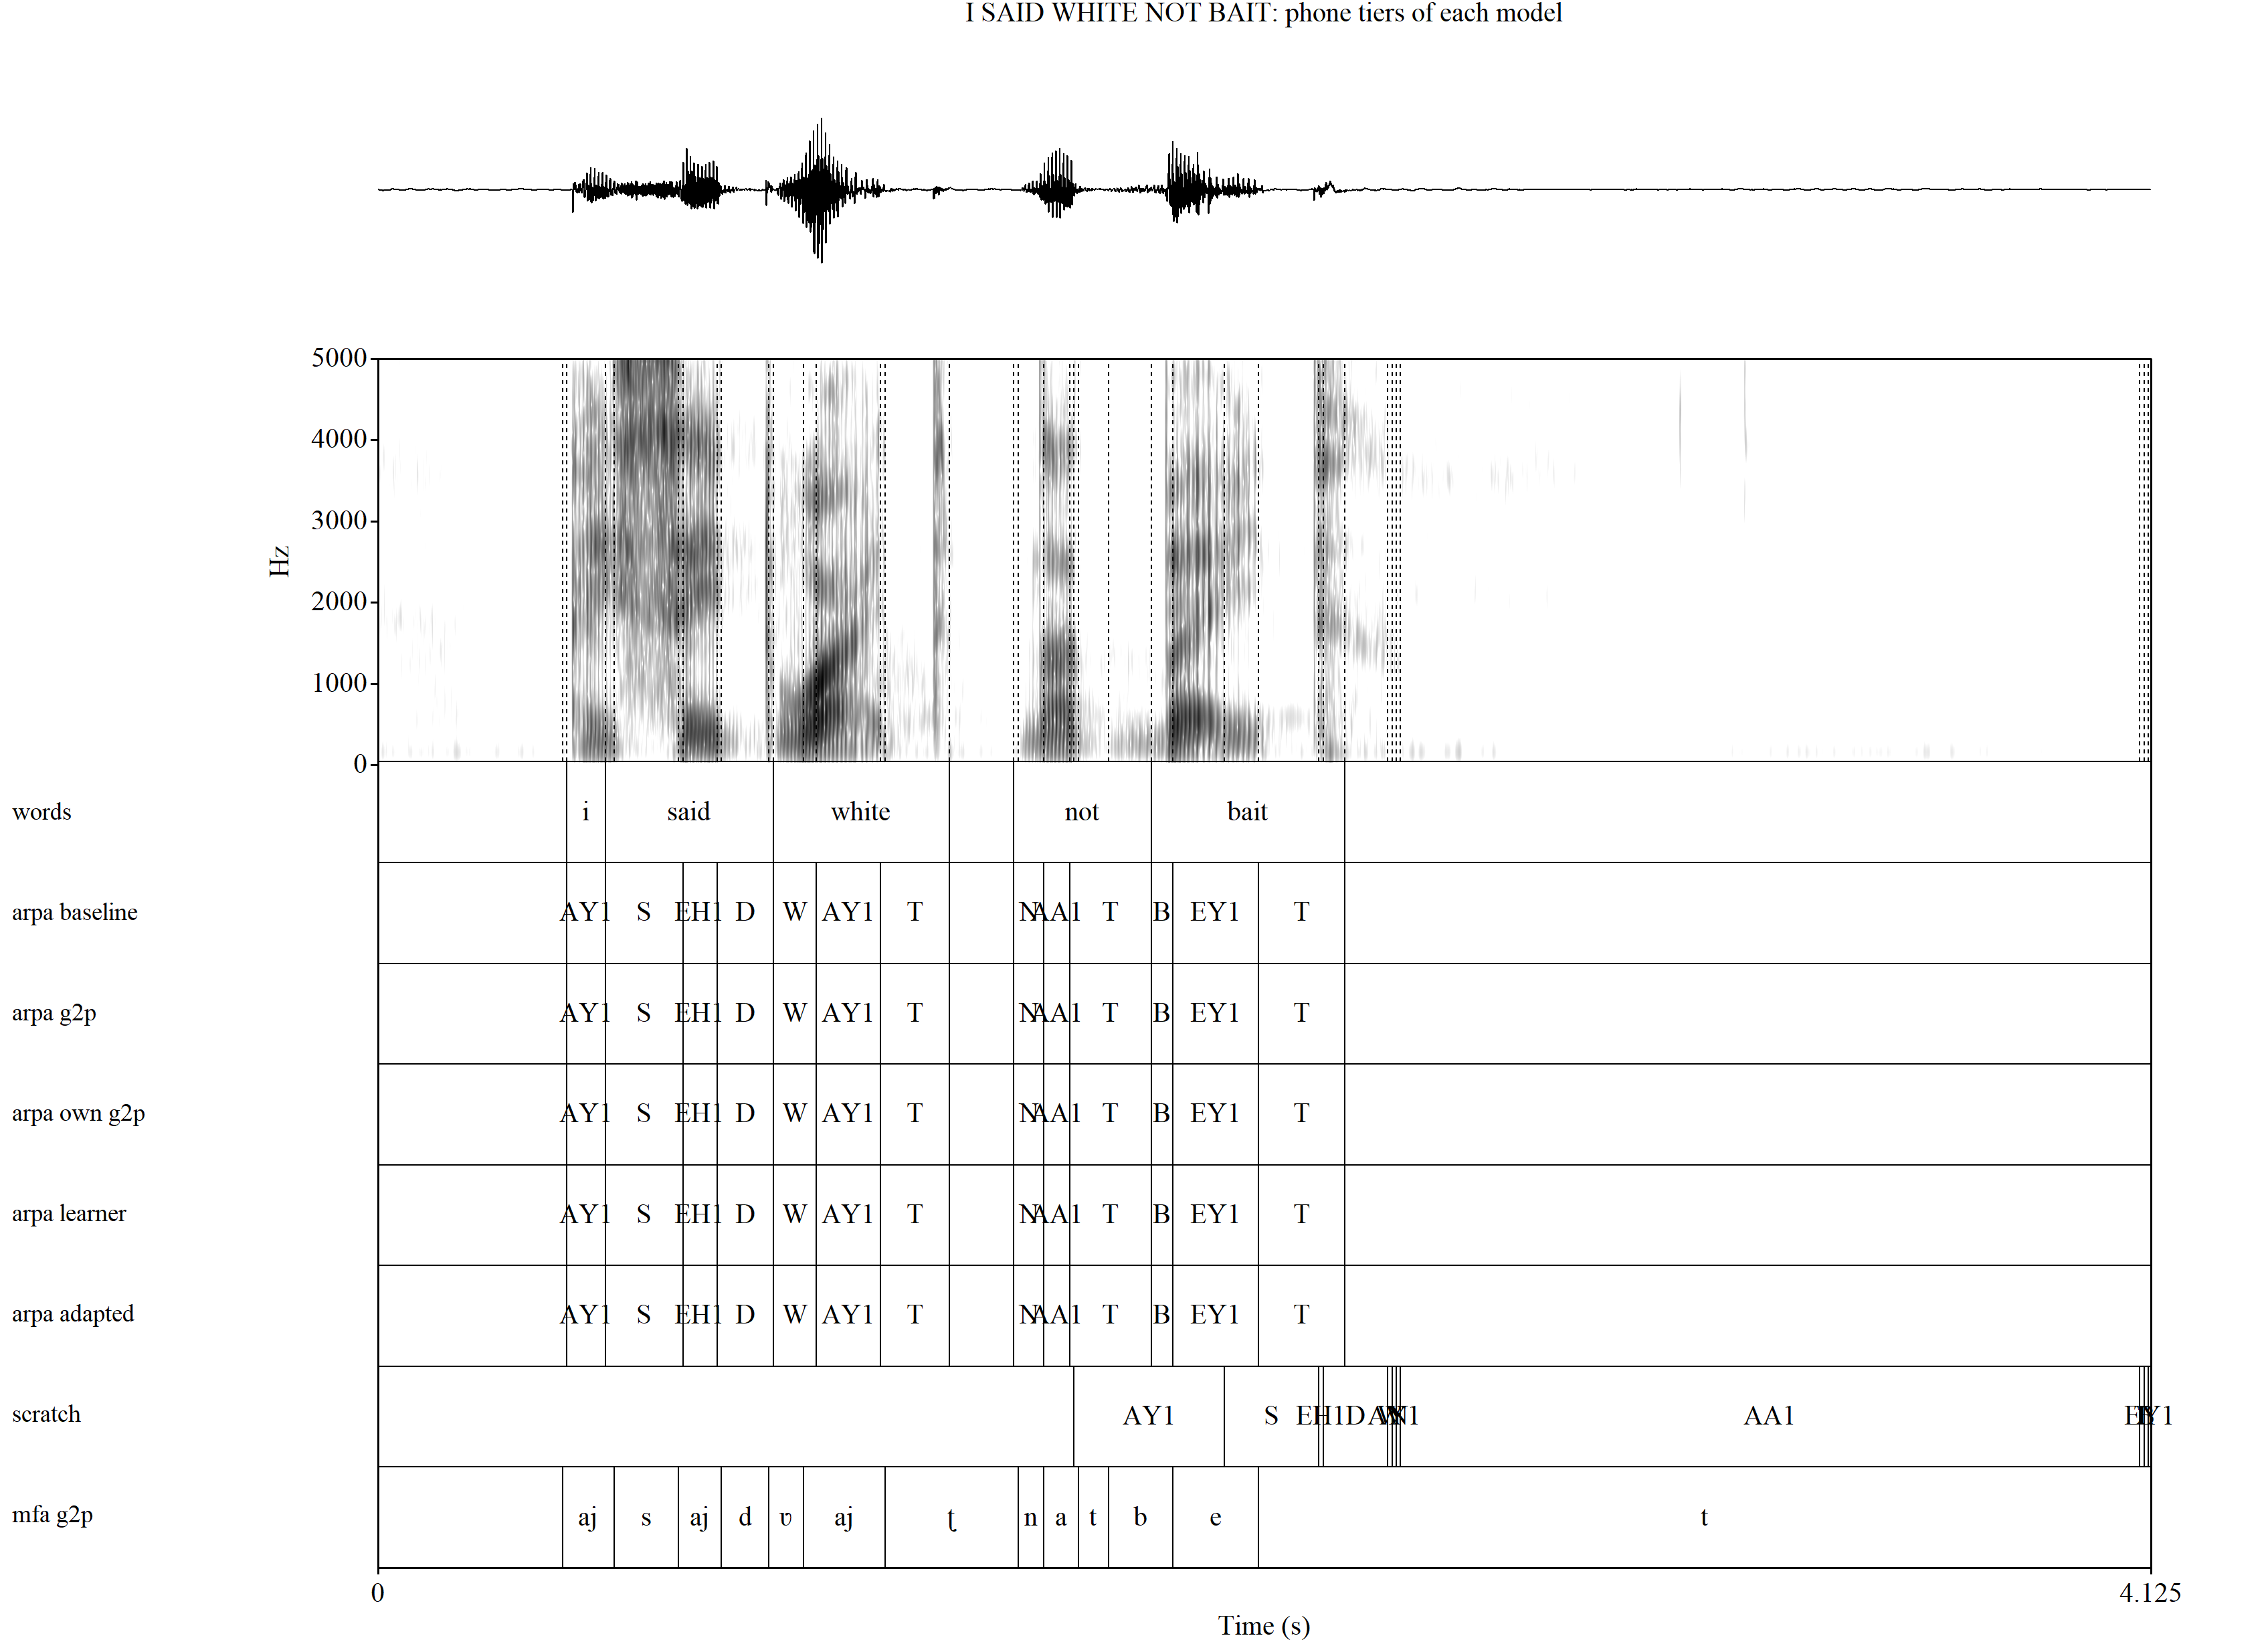 I SAID WHITE NOT BAIT: phone tiers of each model
5000
4000
3000
2000
1000
0
Hz
words i said white not bait
arpa baseline AY1 S EH1 D W AY1 T N AA1 T B EY1 T
arpa g2p AY1 S EH1 D W AY1 T N AA1 T B EY1 T
arpa own g2p AY1 S EH1 D W AY1 T N AA1 T B EY1 T
arpa learner AY1 S EH1 D W AY1 T N AA1 T B EY1 T
arpa adapted AY1 S EH1 D W AY1 T N AA1 T B EY1 T
scratch AY1 S EH1 D AA1 EY1
mfa g2p aj s aj d ʋ aj ʈ n a t b e t
0 4.125
Time (s)